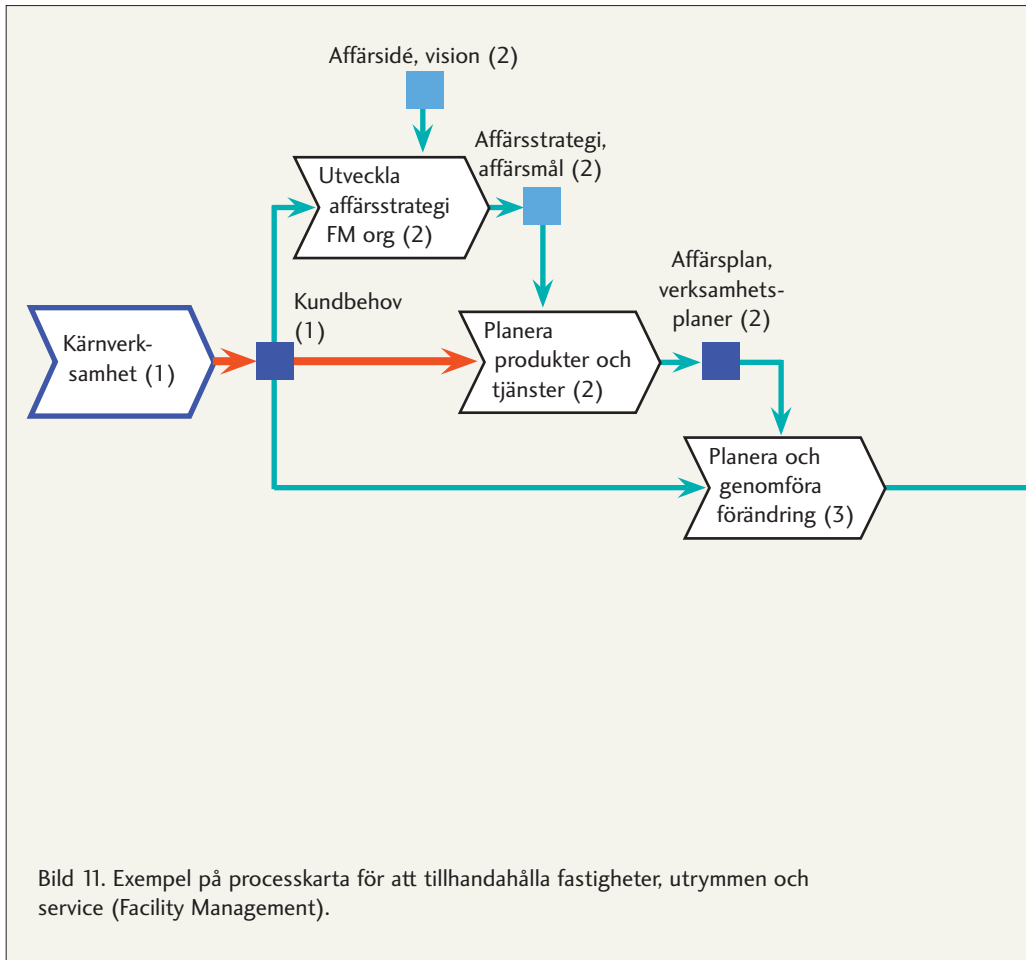 Affärsidé, vision (2)
Affärsstrategi,
affärsmål (2)
Utveckla
affärsstrategi
FM org (2)
Affärsplan,
verksamhets-
planer (2)
Kundbehov
(1)
Kärnverk-
samhet (1)
Planera
produkter och
tjänster (2)
Planera och
genomföra
förändring (3)
Bild 11. Exempel på processkarta för att tillhandahålla fastigheter, utrymmen och
service (Facility Management).